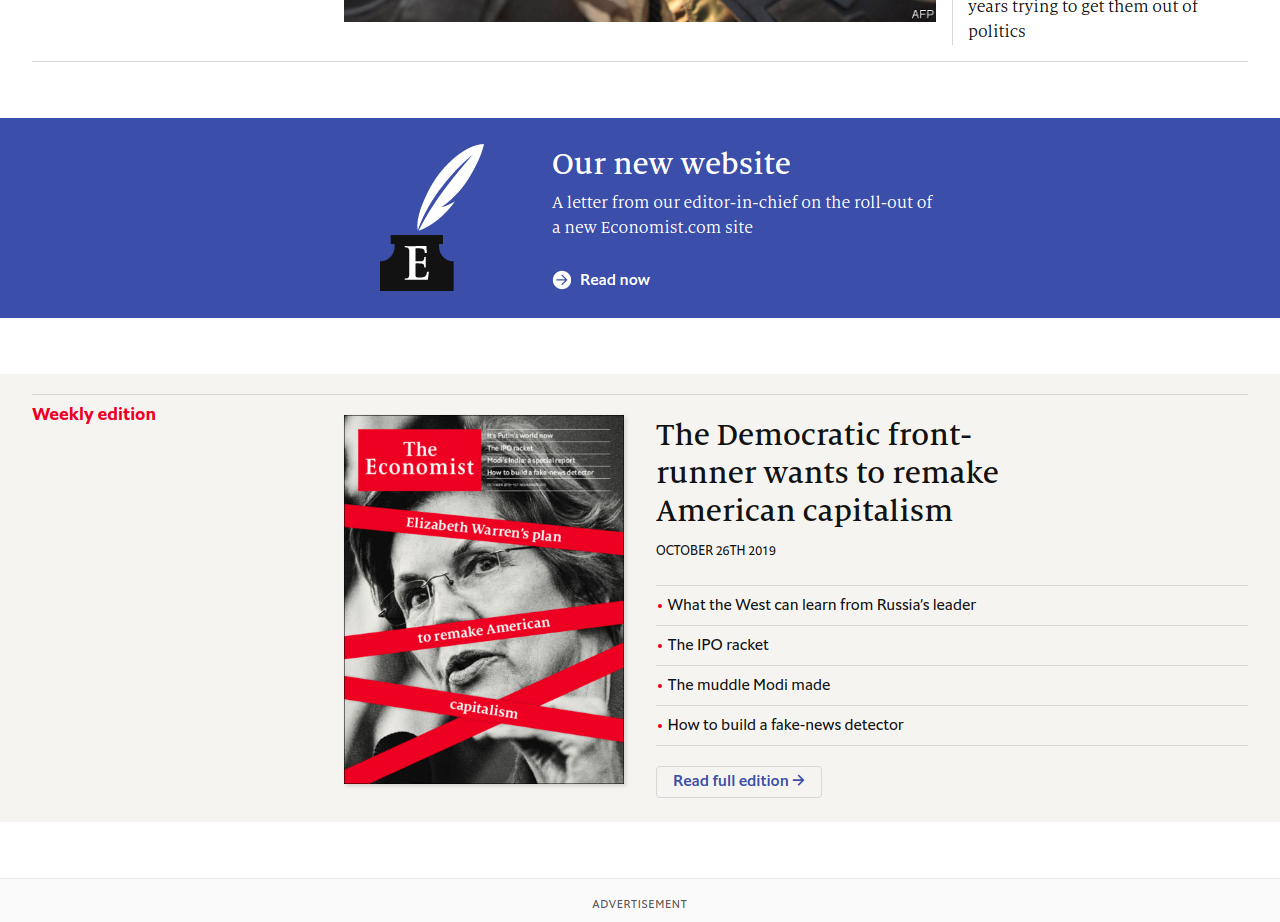 AFP
years trying to get them out of
politics
Our new website
A letter from our editor-in-chief on the roll-out of
a new Economist.com site
E
Read now
Weekly edition
The
Economist
It's Putin's world now
The IPO racket
Modi's India: a special report
How to build a fake-news detector
Elizabeth Warren's plan
to remake American
capitalism
The Democratic front-
runner wants to remake
American capitalism
OCTOBER 26TH 2019
• What the West can learn from Russia's leader
• The IPO racket
• The muddle Modi made
• How to build a fake-news detector
Read full edition →
ADVERTISEMENT